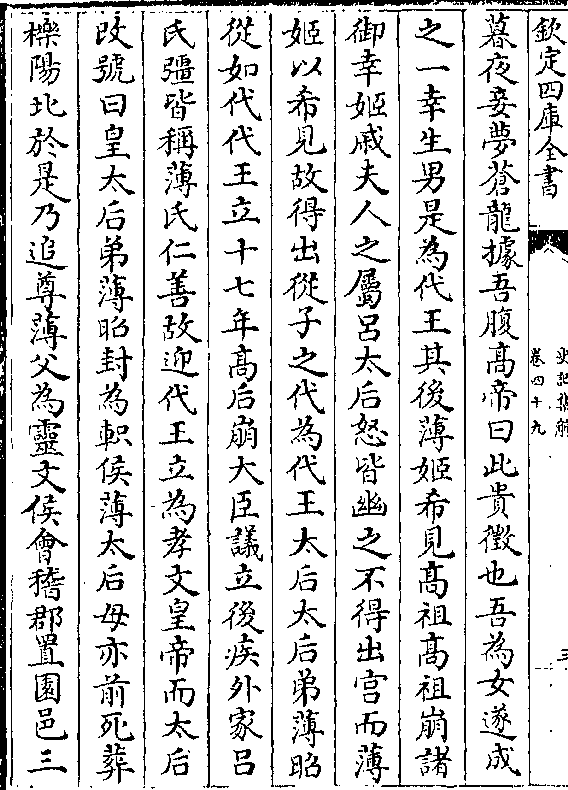 欽定四庫全書
史記集解
卷四十九
三
暮夜妾夢蒼龍據吾腹高帝曰此貴徴也吾為女遂成
之一幸生男是為代王其後薄姬希見高祖高祖崩諸
御幸姬戚夫人之屬吕太后怒皆幽之不得出宫而薄
姬以希見故得出從子之代為代王太后太后弟薄昭
從如代代王立十七年高后崩大臣議立後疾外家吕
氏彊皆稱薄氏仁善故迎代王立為孝文皇帝而太后
改號曰皇太后弟薄昭封為軹侯薄太后母亦前死葬
櫟陽北於是乃追尊薄父為靈文侯會稽郡置園邑三